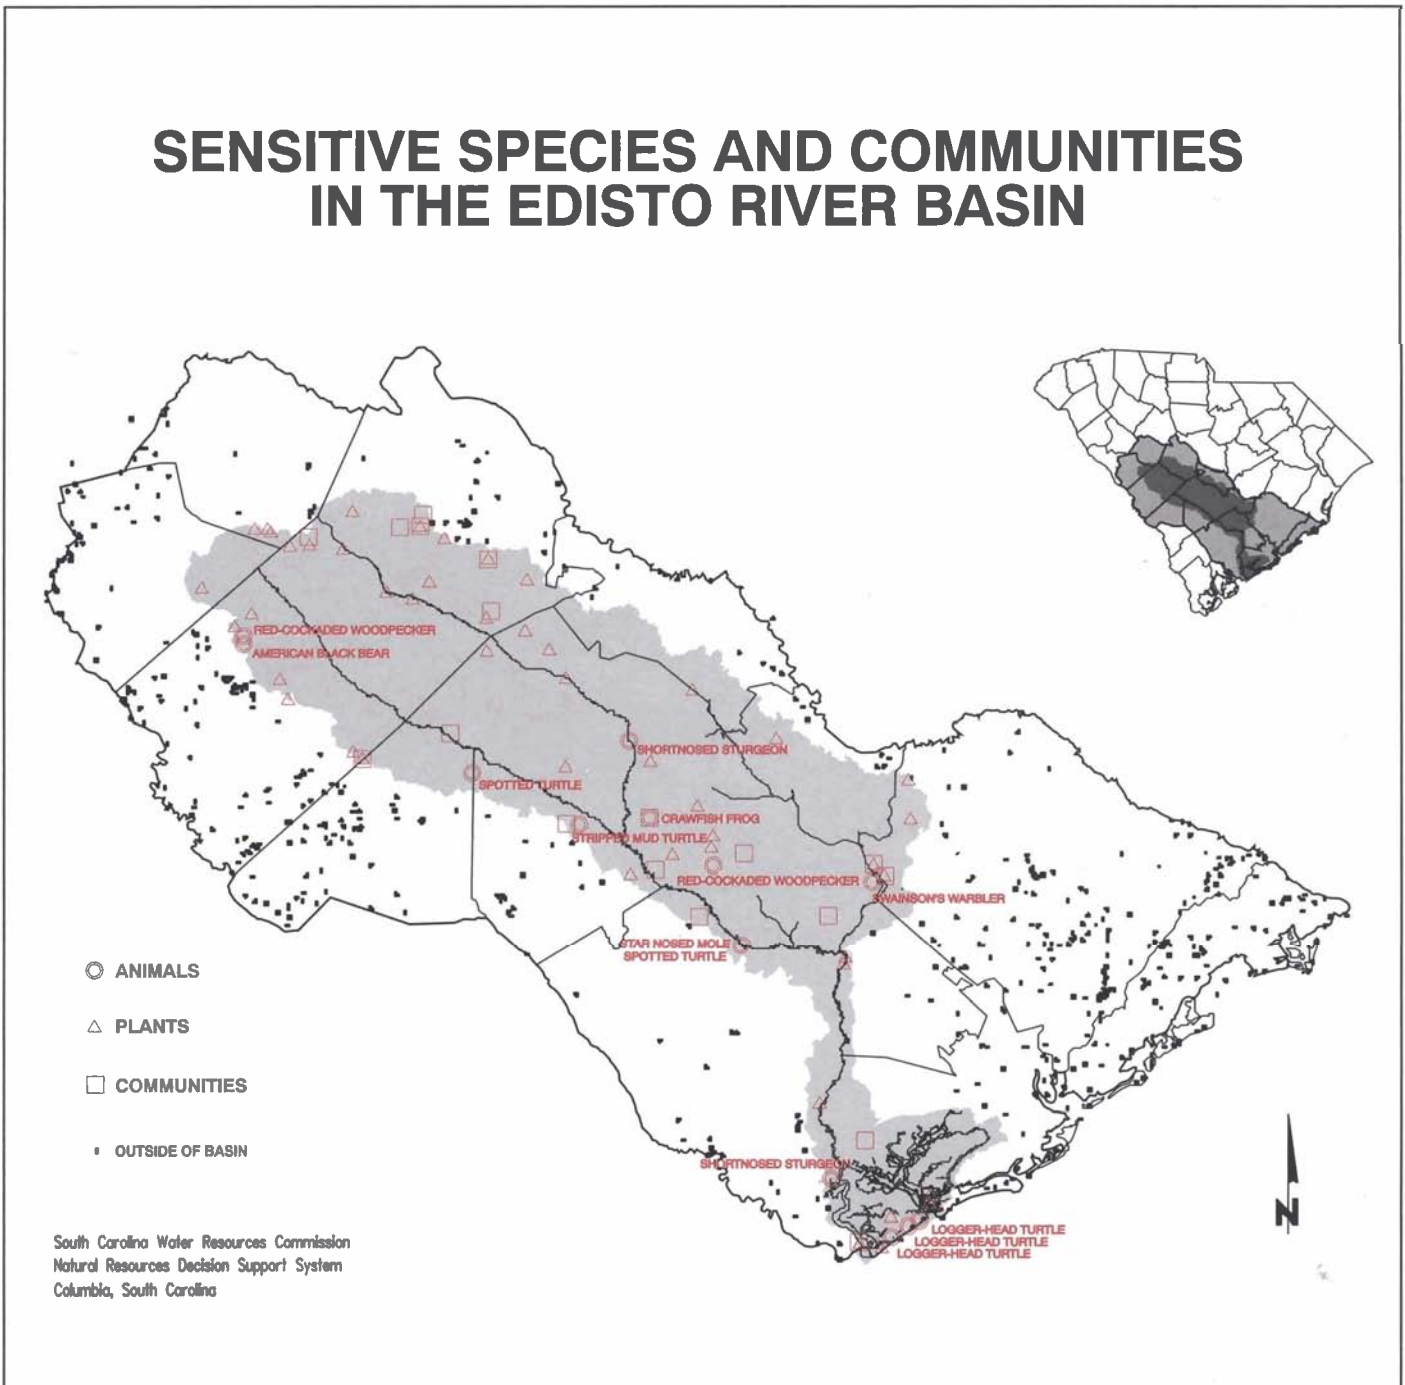 SENSITIVE SPECIES AND COMMUNITIES
IN THE EDISTO RIVER BASIN
RED-COCKADED WOODPECKER
AMERICAN BLACK BEAR
SHORTNOSED STURGEON
SPOTTED TURTLE
CRAWFISH FROG
STRIPPED MUD TURTLE
RED-COCKADED WOODPECKER
SWAINSON'S WARBLER
STAR NOSED MOLE
SPOTTED TURTLE
ANIMALS
PLANTS
COMMUNITIES
OUTSIDE OF BASIN
SHORTNOSED STURGEON
LOGGER-HEAD TURTLE
LOGGER-HEAD TURTLE
LOGGER-HEAD TURTLE
N
South Carolina Water Resources Commission
Natural Resources Decision Support System
Columbia, South Carolina